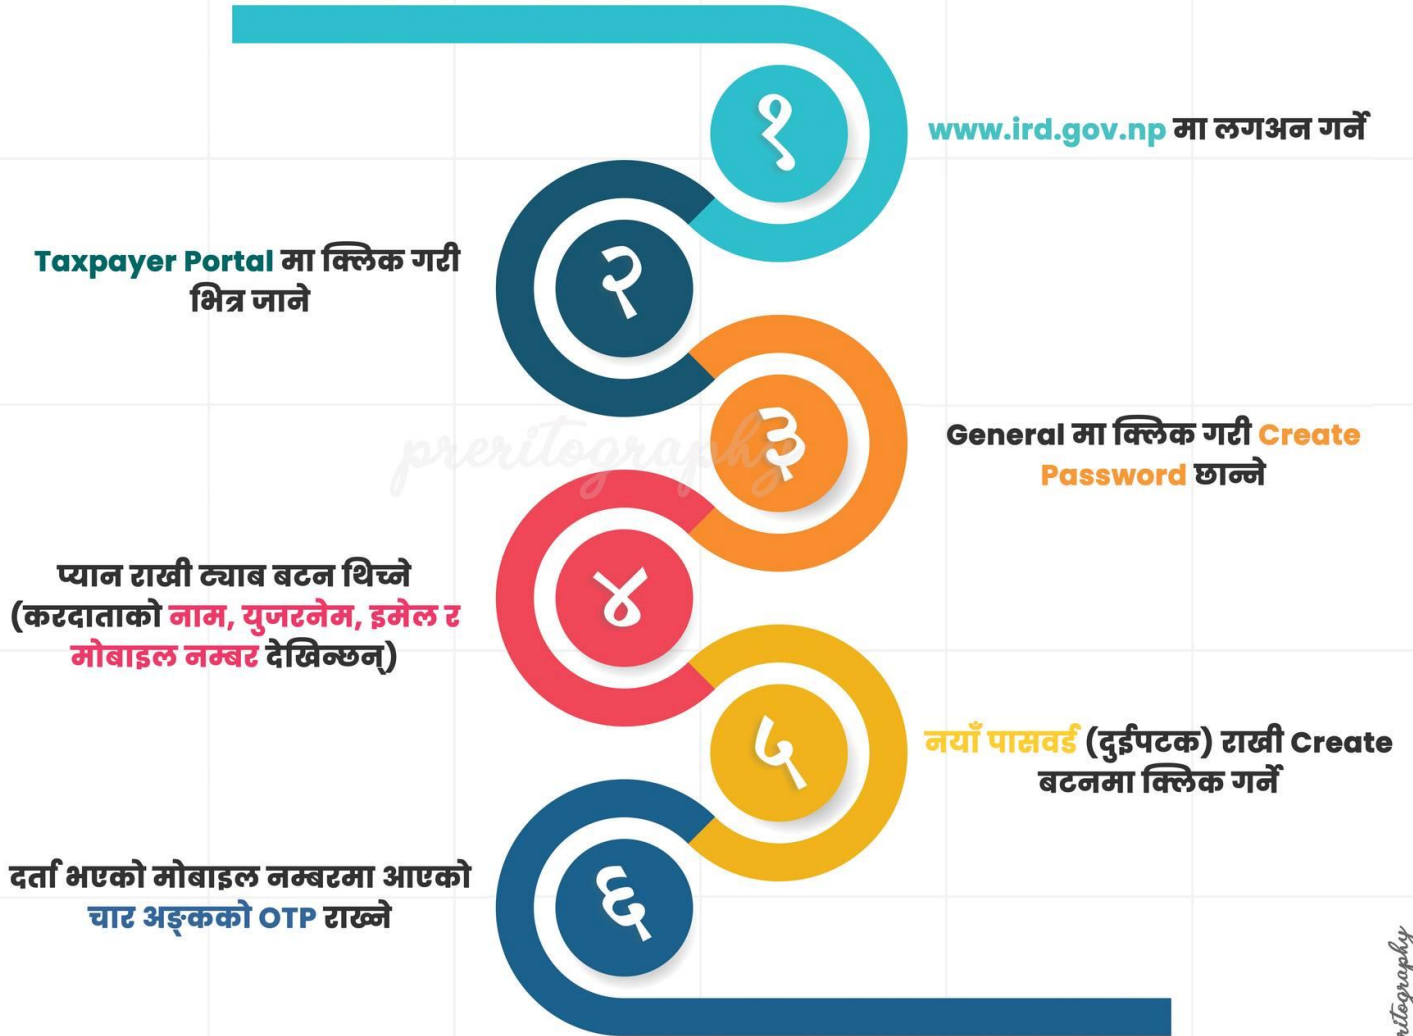 १
www.ird.gov.np मा लगअन गर्ने
२
Taxpayer Portal मा क्लिक गरी
भित्र जाने
३
General मा क्लिक गरी Create
Password छान्ने
preritography
४
प्यान राखी ट्याब बटन थिच्ने
(करदाताको नाम, युजरनेम, इमेल र
मोबाइल नम्बर देखिन्छन्)
५
नयाँ पासवर्ड (दुईपटक) राखी Create
बटनमा क्लिक गर्ने
६
दर्ता भएको मोबाइल नम्बरमा आएको
चार अङ्कको OTP राख्ने